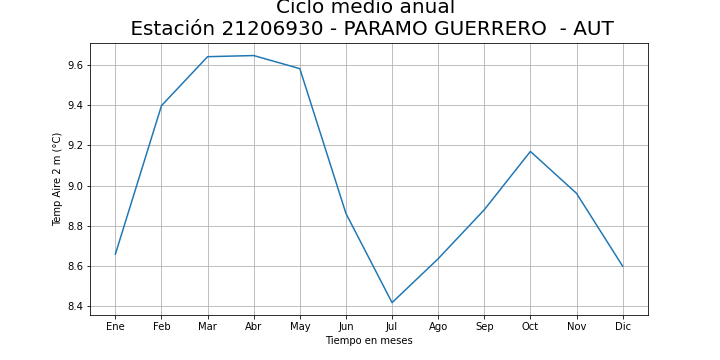 Ciclo medio anual
Estación 21206930 - PARAMO GUERRERO  - AUT
Temp Aire 2 m (°C)
9.6
9.4
9.2
9.0
8.8
8.6
8.4
Ene Feb Mar Abr May Jun Jul Ago Sep Oct Nov Dic
Tiempo en meses